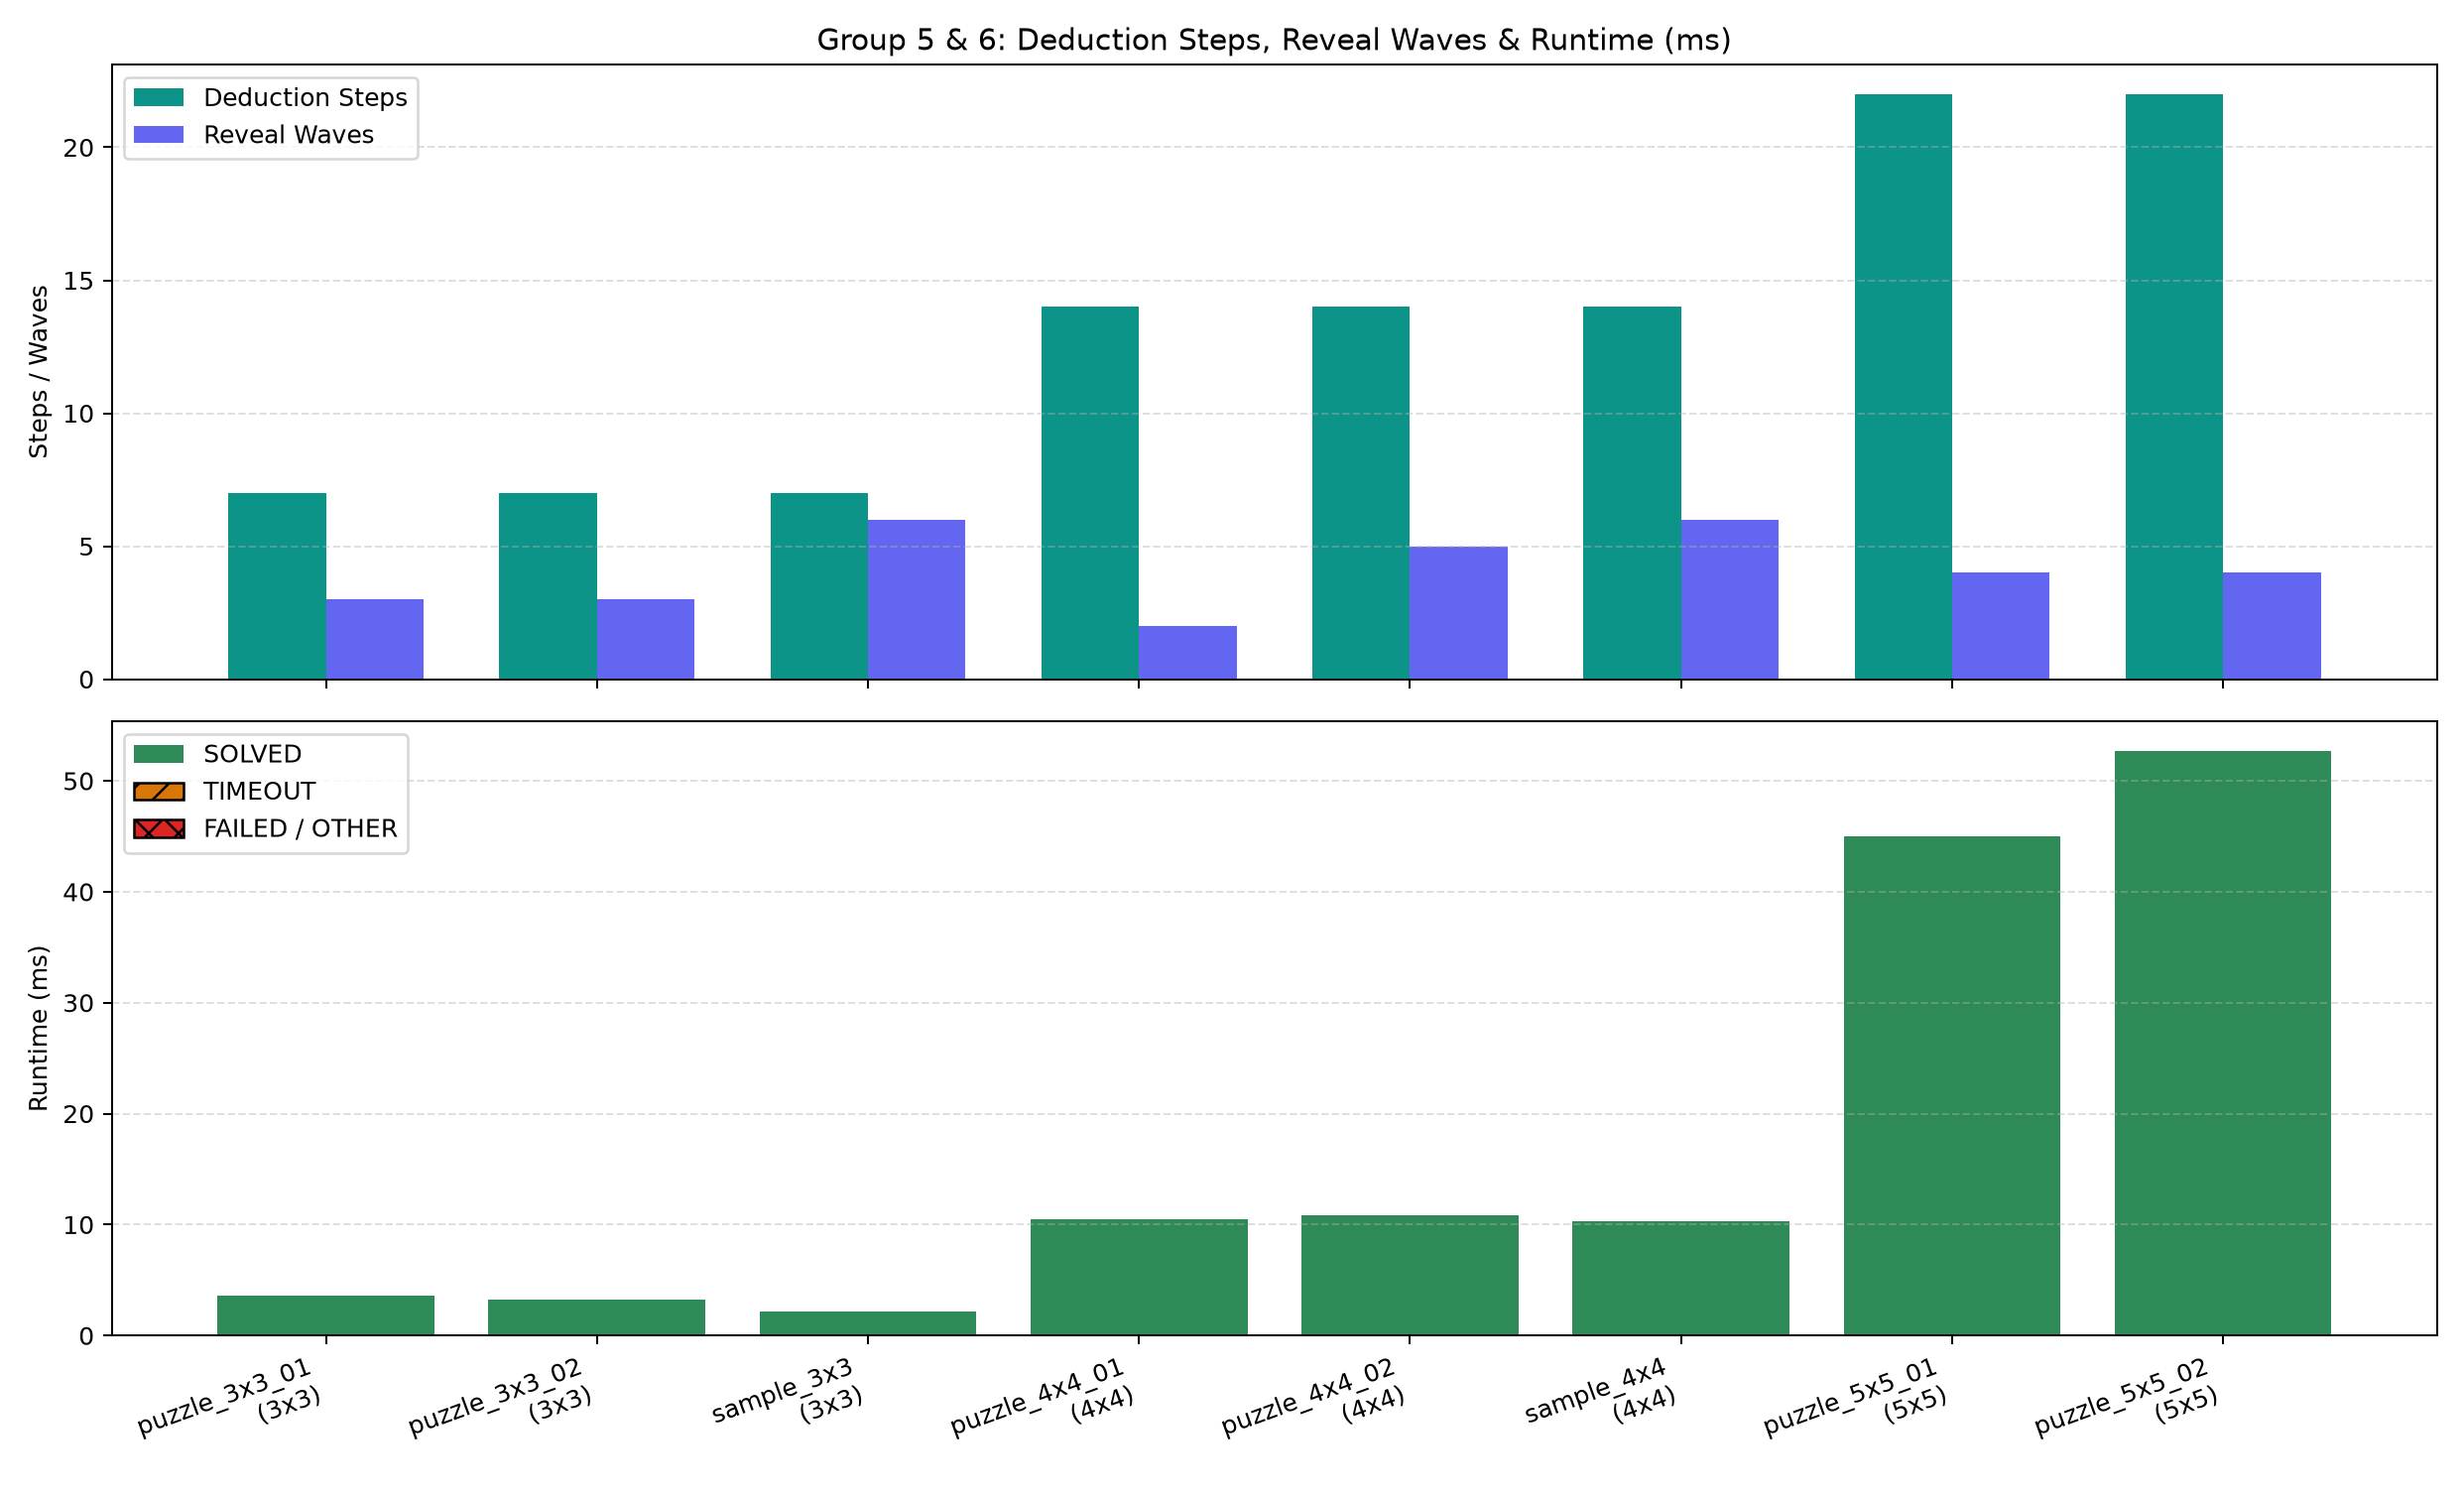 Group 5 & 6: Deduction Steps, Reveal Waves & Runtime (ms)
Deduction Steps
Reveal Waves
Steps / Waves
20
15
10
5
0
SOLVED
TIMEOUT
FAILED / OTHER
Runtime (ms)
50
40
30
20
10
0
puzzle_3x3_01
(3x3)
puzzle_3x3_02
(3x3)
sample_3x3
(3x3)
puzzle_4x4_01
(4x4)
puzzle_4x4_02
(4x4)
sample_4x4
(4x4)
puzzle_5x5_01
(5x5)
puzzle_5x5_02
(5x5)